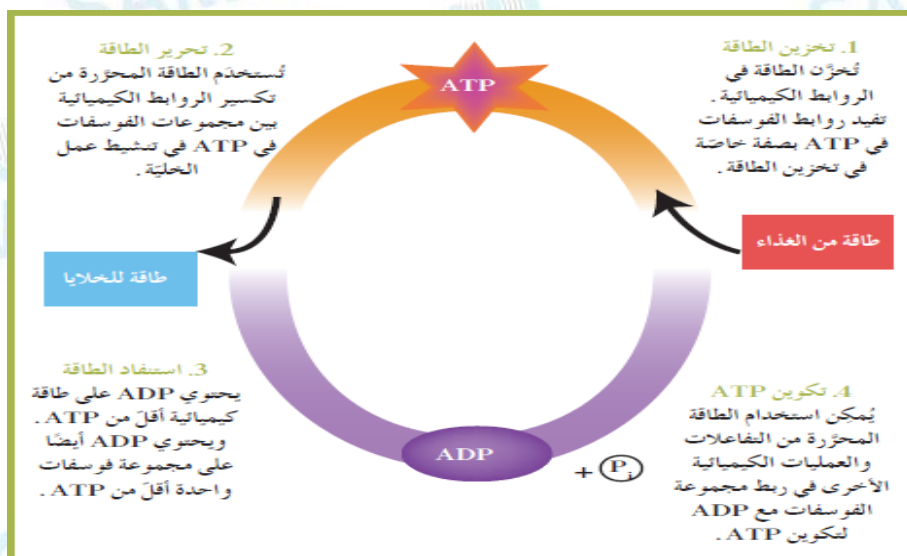 1. تخزين الطاقة
تُخزَّن الطاقة في
الروابط الكيميائية .
تفيد روابط الفوسفات
في ATP بصفة خاصّة
في تخزين الطاقة .
2. تحرير الطاقة
تُستخدَم الطاقة المحرَّرة من
تكسير الروابط الكيميائية
بين مجموعات الفوسفات
في ATP في تنشيط عمل
الخليّة .
ATP
طاقة من الغذاء
طاقة للخلايا
3. استنفاد الطاقة
يحتوي ADP على طاقة
كيميائية أقلّ من ATP .
ويحتوي ADP أيضًا
على مجموعة فوسفات
واحدة أقلّ من ATP .
4. تكوين ATP
يُمكِن استخدام الطاقة
المحرَّرة من التفاعلات
والعمليات الكيميائية
الأخرى في ربط مجموعة
الفوسفات مع ADP
لتكوين ATP .
ADP
+ Pi